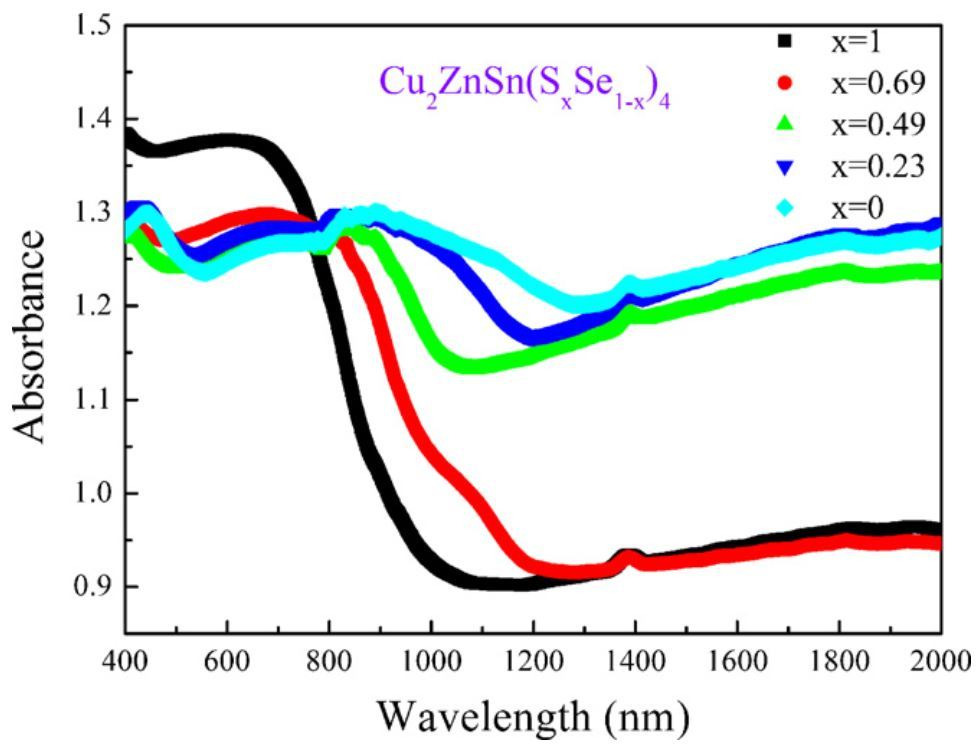 Cu₂ZnSn(SₓSe₁₋ₓ)₄
x=1
x=0.69
x=0.49
x=0.23
x=0
Absorbance
1.5
1.4
1.3
1.2
1.1
1.0
0.9
400 600 800 1000 1200 1400 1600 1800 2000
Wavelength (nm)